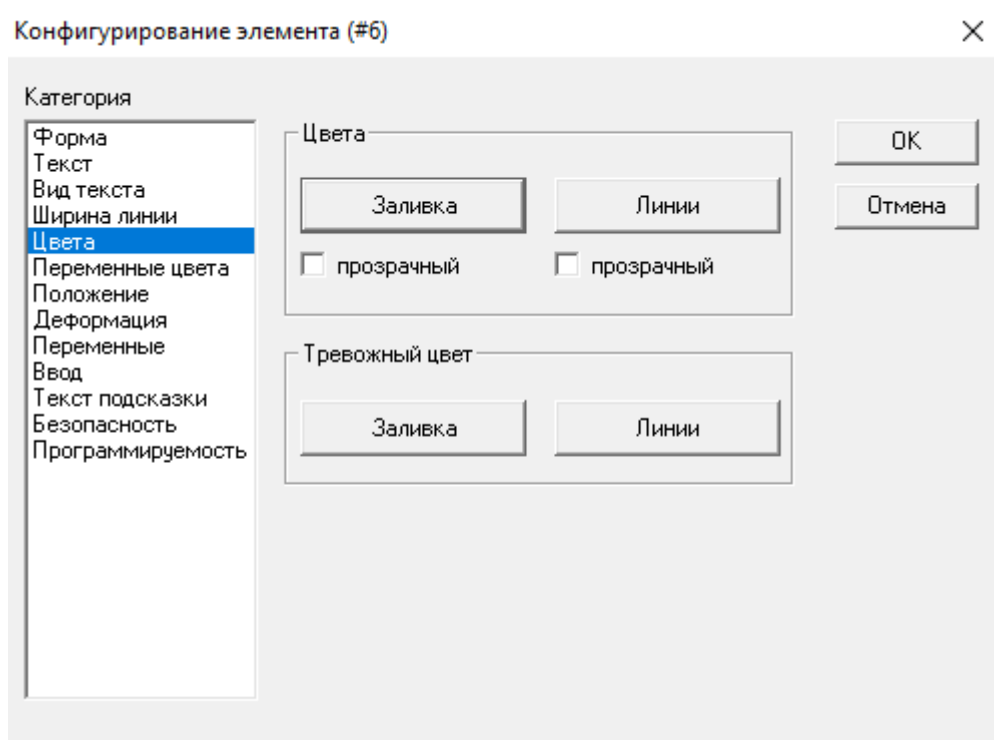 Конфигурирование элемента (#6)
Категория
Форма
Текст
Вид текста
Ширина линии
Цвета
Переменные цвета
Положение
Деформация
Переменные
Ввод
Текст подсказки
Безопасность
Программируемость
Цвета
Заливка
Линии
прозрачный
прозрачный
Тревожный цвет
Заливка
Линии
OK
Отмена